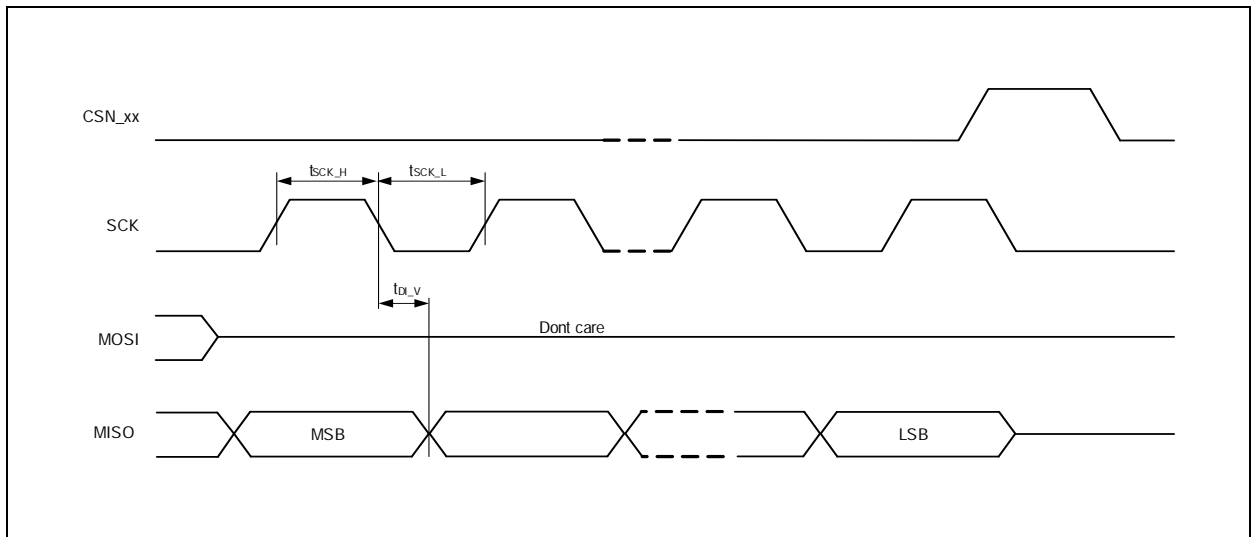 CSN_xx
tSCK_H tSCK_L
SCK
tDI_V
Dont care
MOSI
MISO MSB LSB